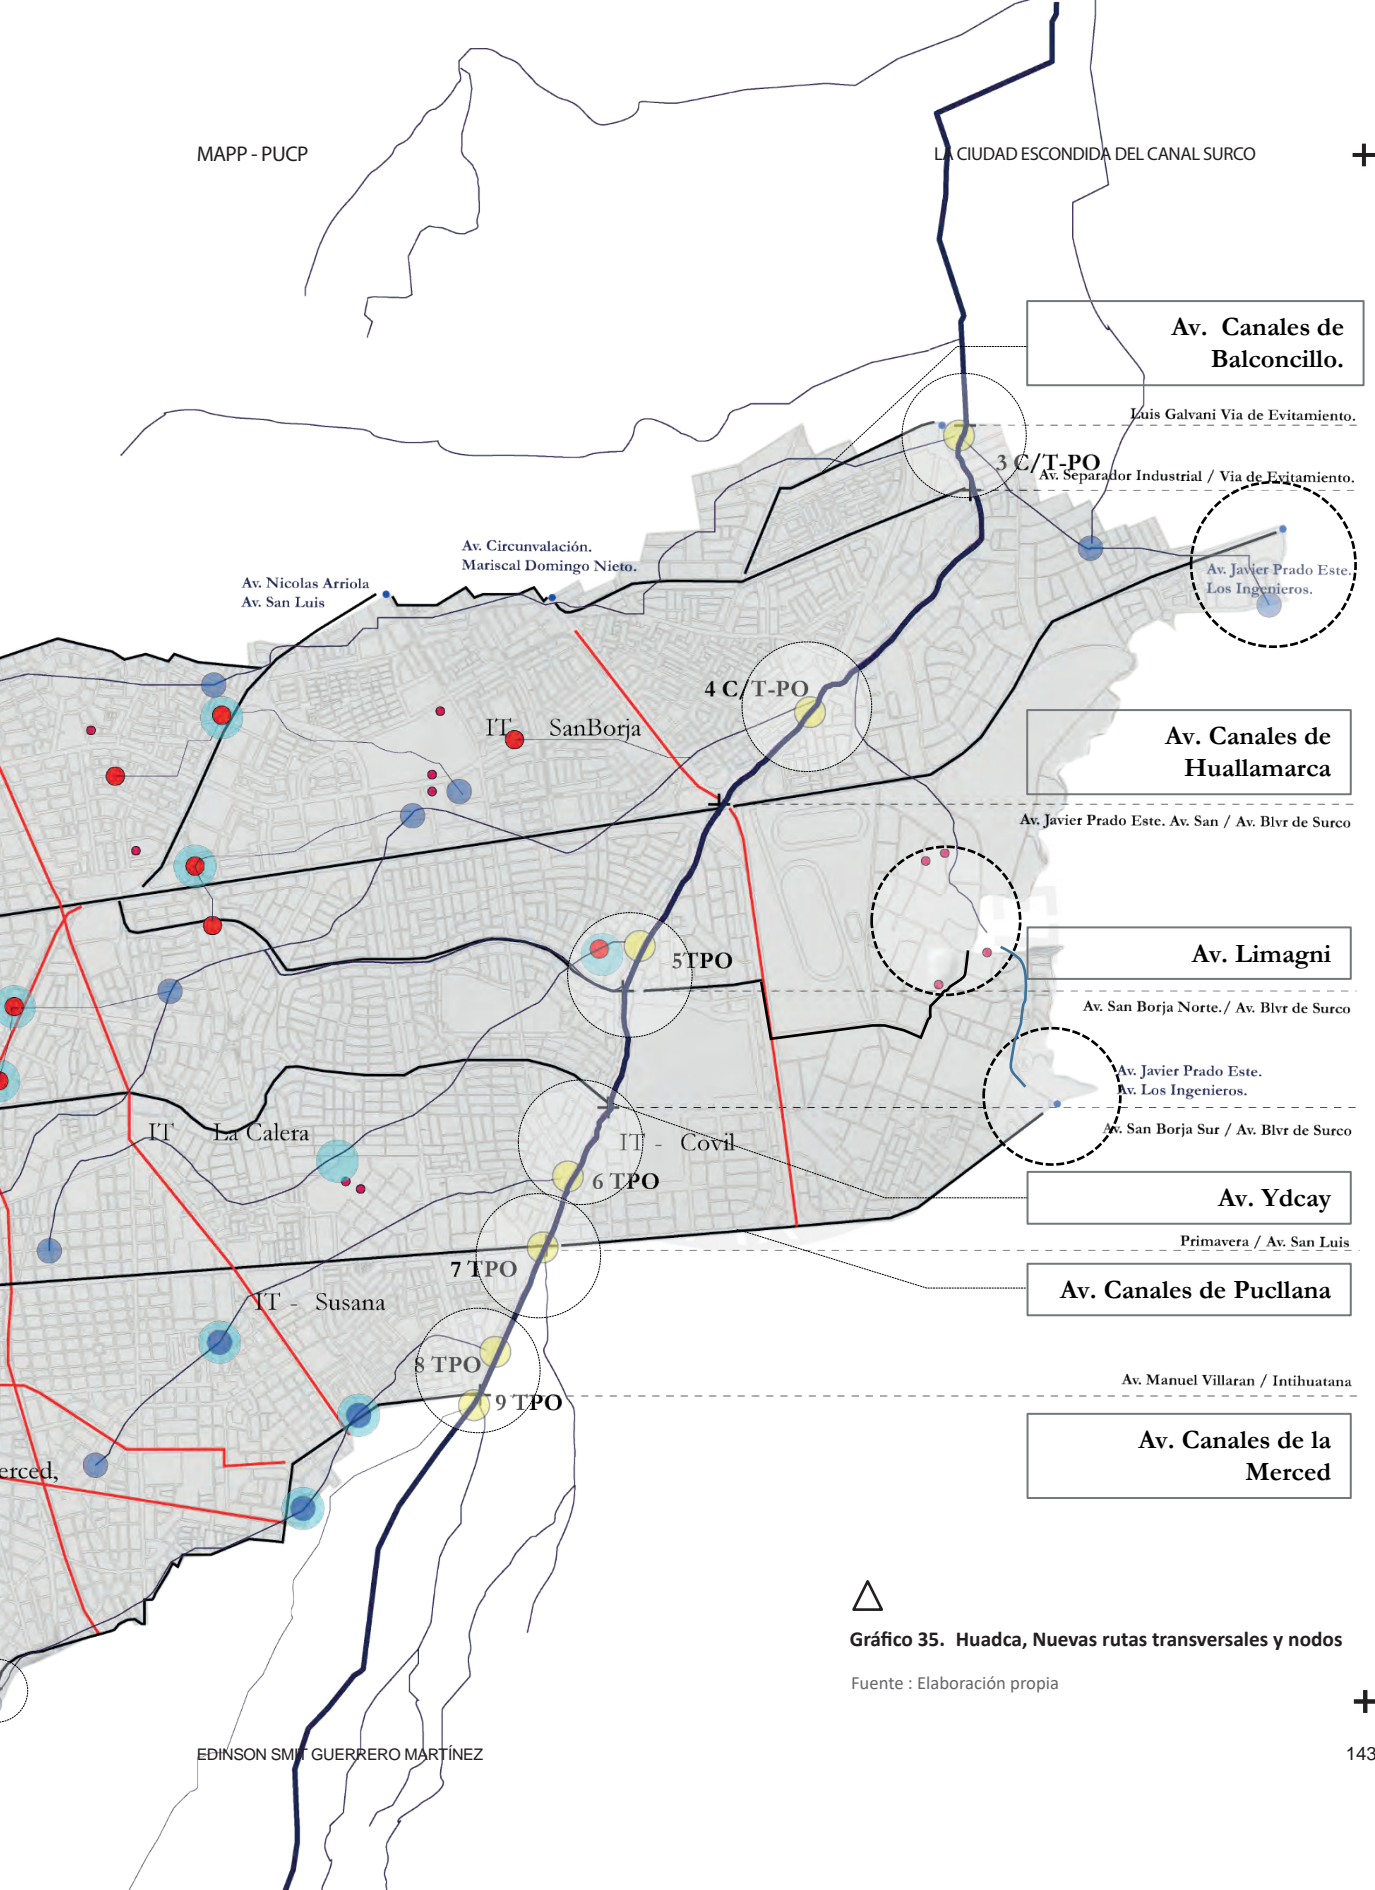 MAPP - PUCP
LA CIUDAD ESCONDIDA DEL CANAL SURCO
Av. Canales de
Balconcillo.
Luis Galvani Via de Evitamiento.
3 C/T-PO
Av. Separador Industrial / Via de Evitamiento.
Av. Circunvalación.
Mariscal Domingo Nieto.
Av. Nicolas Arriola
Av. San Luis
Av. Javier Prado Este.
Los Ingenieros.
4 C/T-PO
IT SanBorja
Av. Canales de
Huallamarca
Av. Javier Prado Este. Av. San / Av. Blvr de Surco
Av. Limagni
5TPO
Av. San Borja Norte./ Av. Blvr de Surco
Av. Javier Prado Este.
Av. Los Ingenieros.
Av. San Borja Sur / Av. Blvr de Surco
IT La Calera
IT - Covil
6 TPO
Av. Ydcay
Primavera / Av. San Luis
7 TPO
Av. Canales de Pucllana
IT - Susana
8 TPO
Av. Manuel Villaran / Intihuatana
9 TPO
Av. Canales de la
Merced
erced,
Gráfico 35. Huadca, Nuevas rutas transversales y nodos
Fuente : Elaboración propia
EDINSON SMIT GUERRERO MARTÍNEZ
143